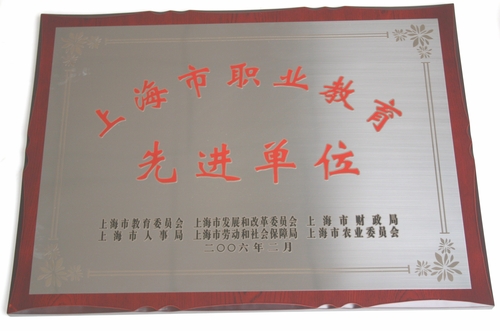 上海市职业教育
先进单位
上海市教育委员会 上海市发展和改革委员会 上海市财政局
上海市人事局 上海市劳动和社会保障局 上海市农业委员会
二〇〇六年二月